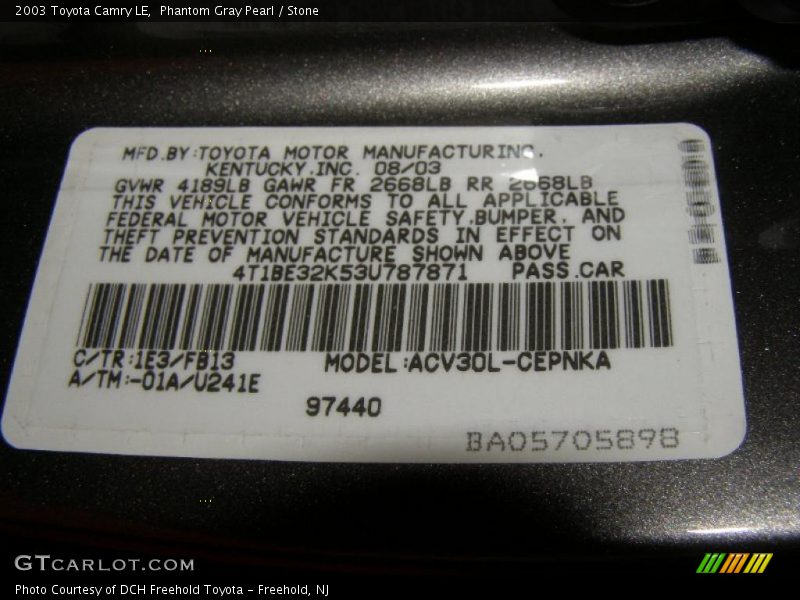 2003 Toyota Camry LE,  Phantom Gray Pearl / Stone
MFD.BY:TOYOTA MOTOR MANUFACTURING.
KENTUCKY.INC. 08/03
GVWR 4189LB GAWR FR 2668LB RR 2668LB
THIS VEHICLE CONFORMS TO ALL APPLICABLE
FEDERAL MOTOR VEHICLE SAFETY.BUMPER. AND
THEFT PREVENTION STANDARDS IN EFFECT ON
THE DATE OF MANUFACTURE SHOWN ABOVE
4T1BE32K53U787871 PASS.CAR
C/TR:1E3/FB13 MODEL:ACV30L-CEPNKA
A/TM:-01A/U241E
97440
BA05705898
GTCARLOT.COM
Photo Courtesy of DCH Freehold Toyota - Freehold, NJ